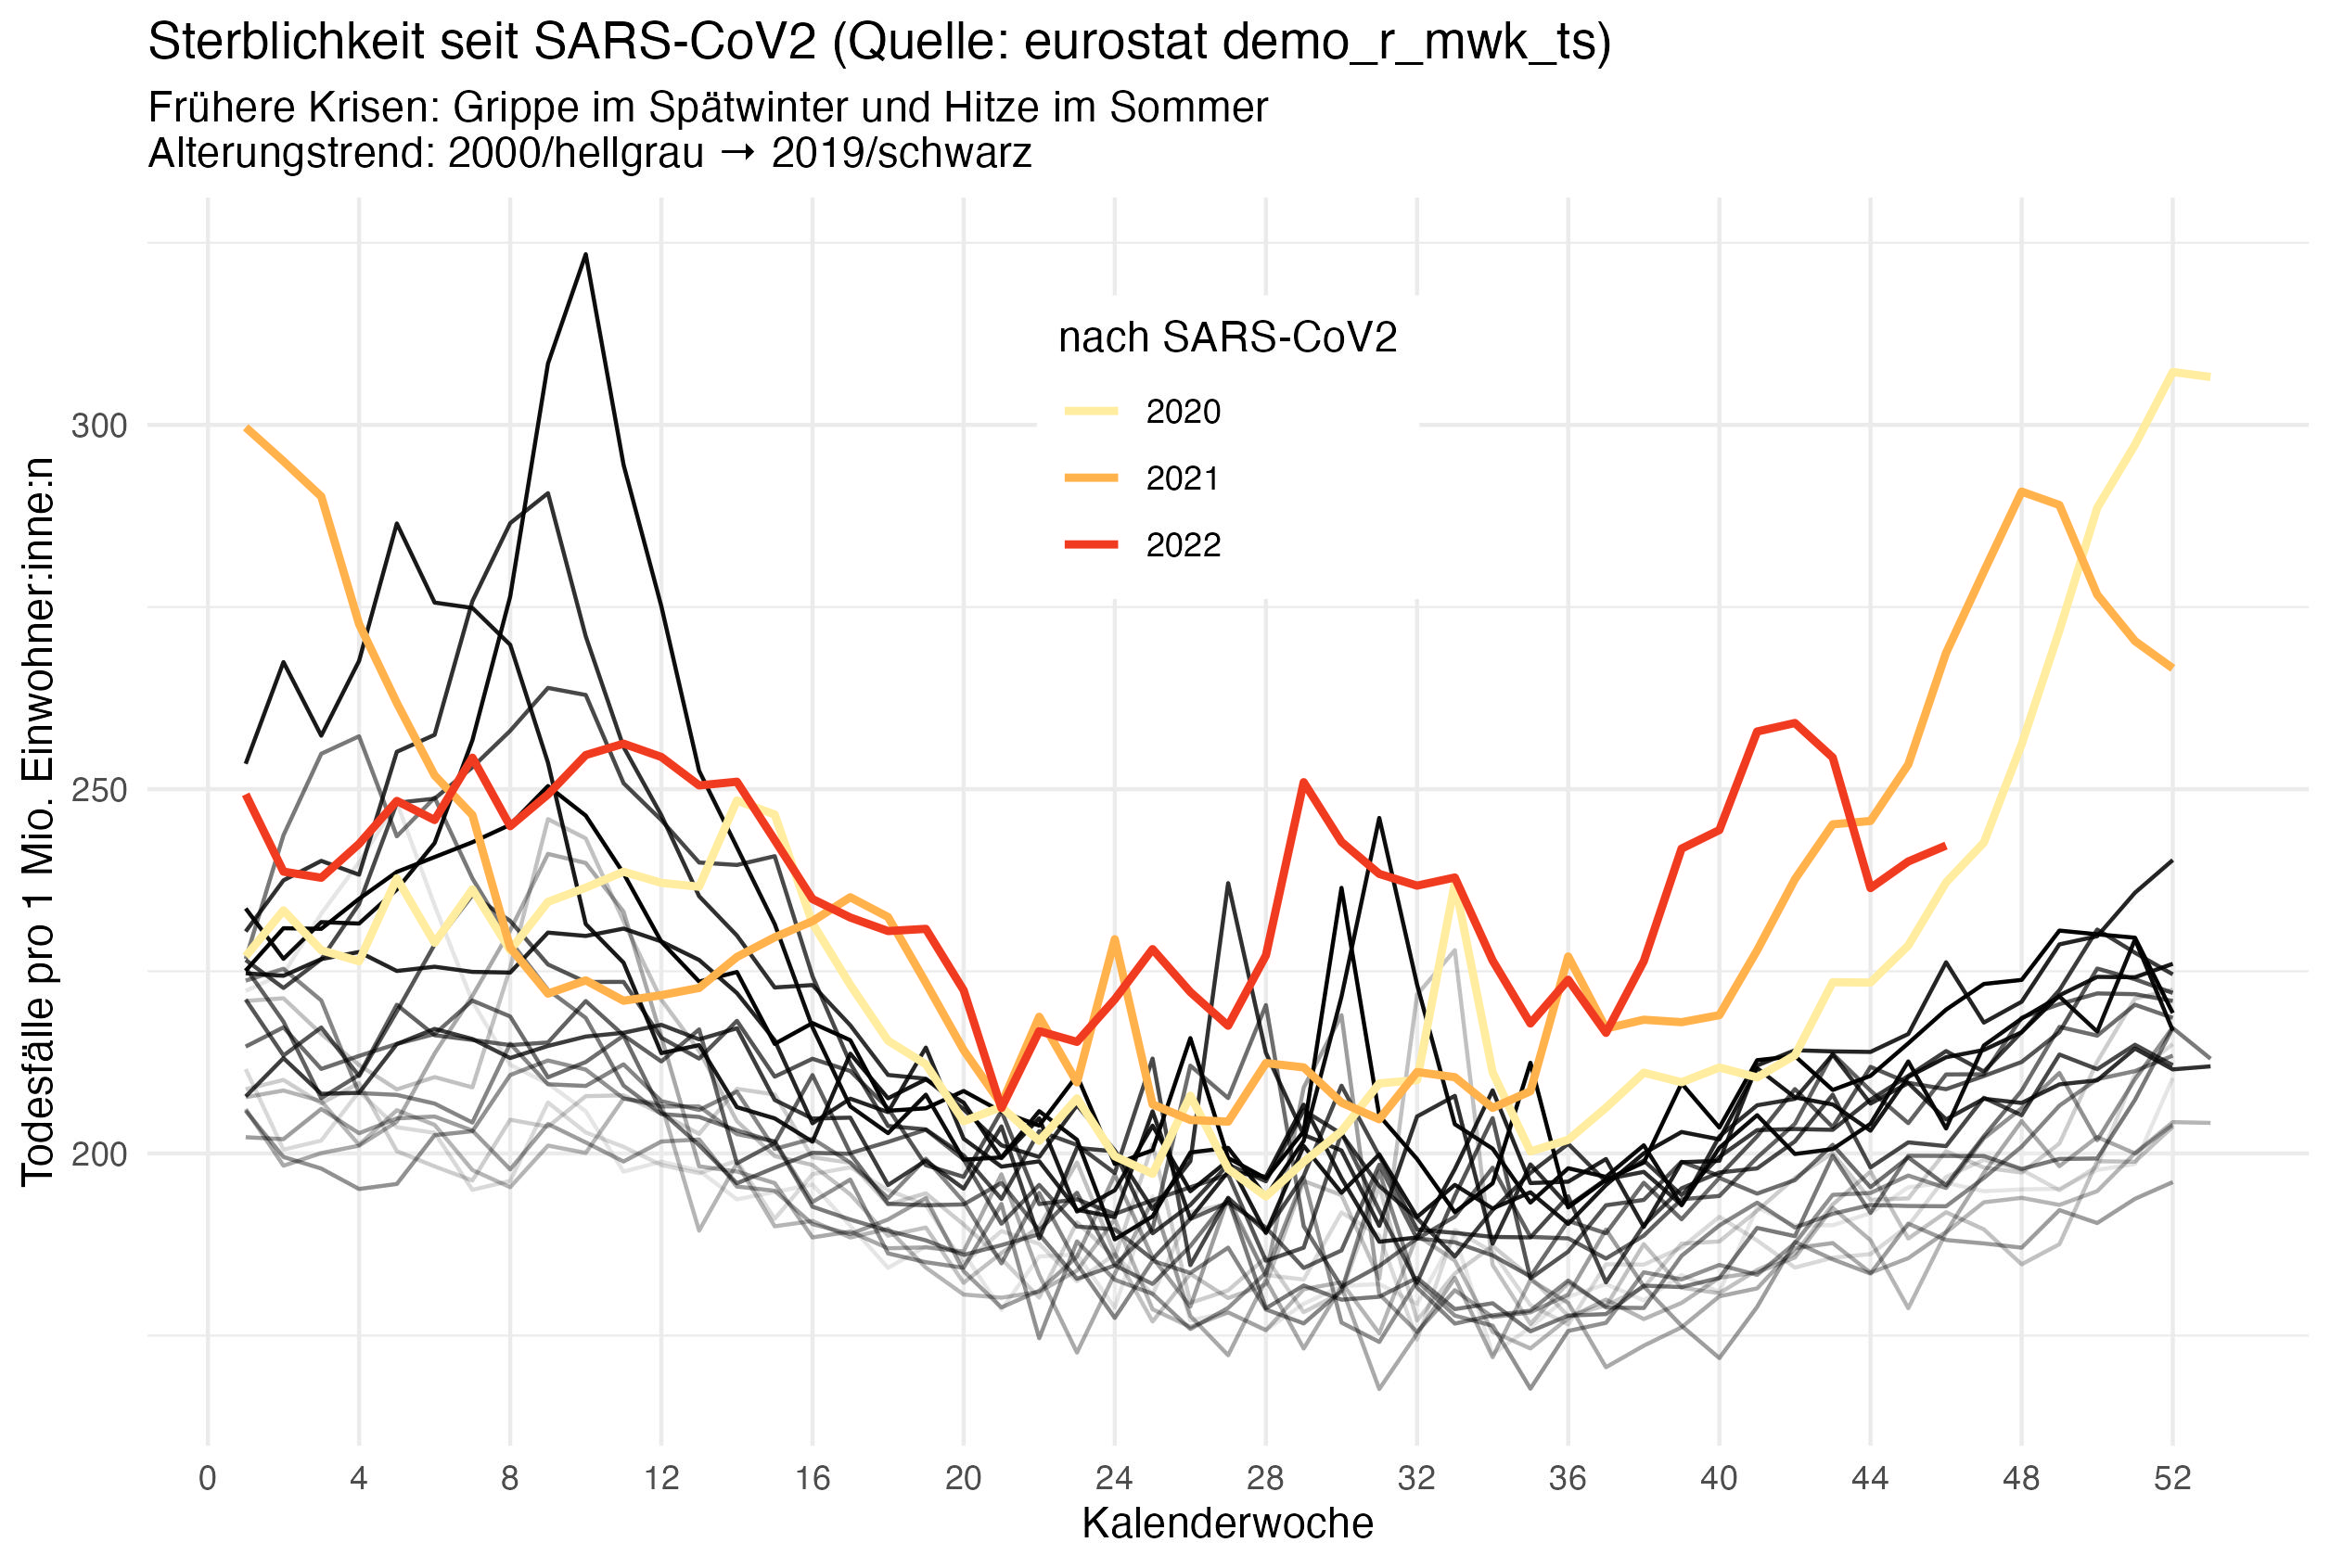 Sterblichkeit seit SARS-CoV2 (Quelle: eurostat demo_r_mwk_ts)
Frühere Krisen: Grippe im Spätwinter und Hitze im Sommer
Alterungstrend: 2000/hellgrau → 2019/schwarz
Todesfälle pro 1 Mio. Einwohner:inne:n
300
250
200
nach SARS-CoV2
2020
2021
2022
0 4 8 12 16 20 24 28 32 36 40 44 48 52
Kalenderwoche